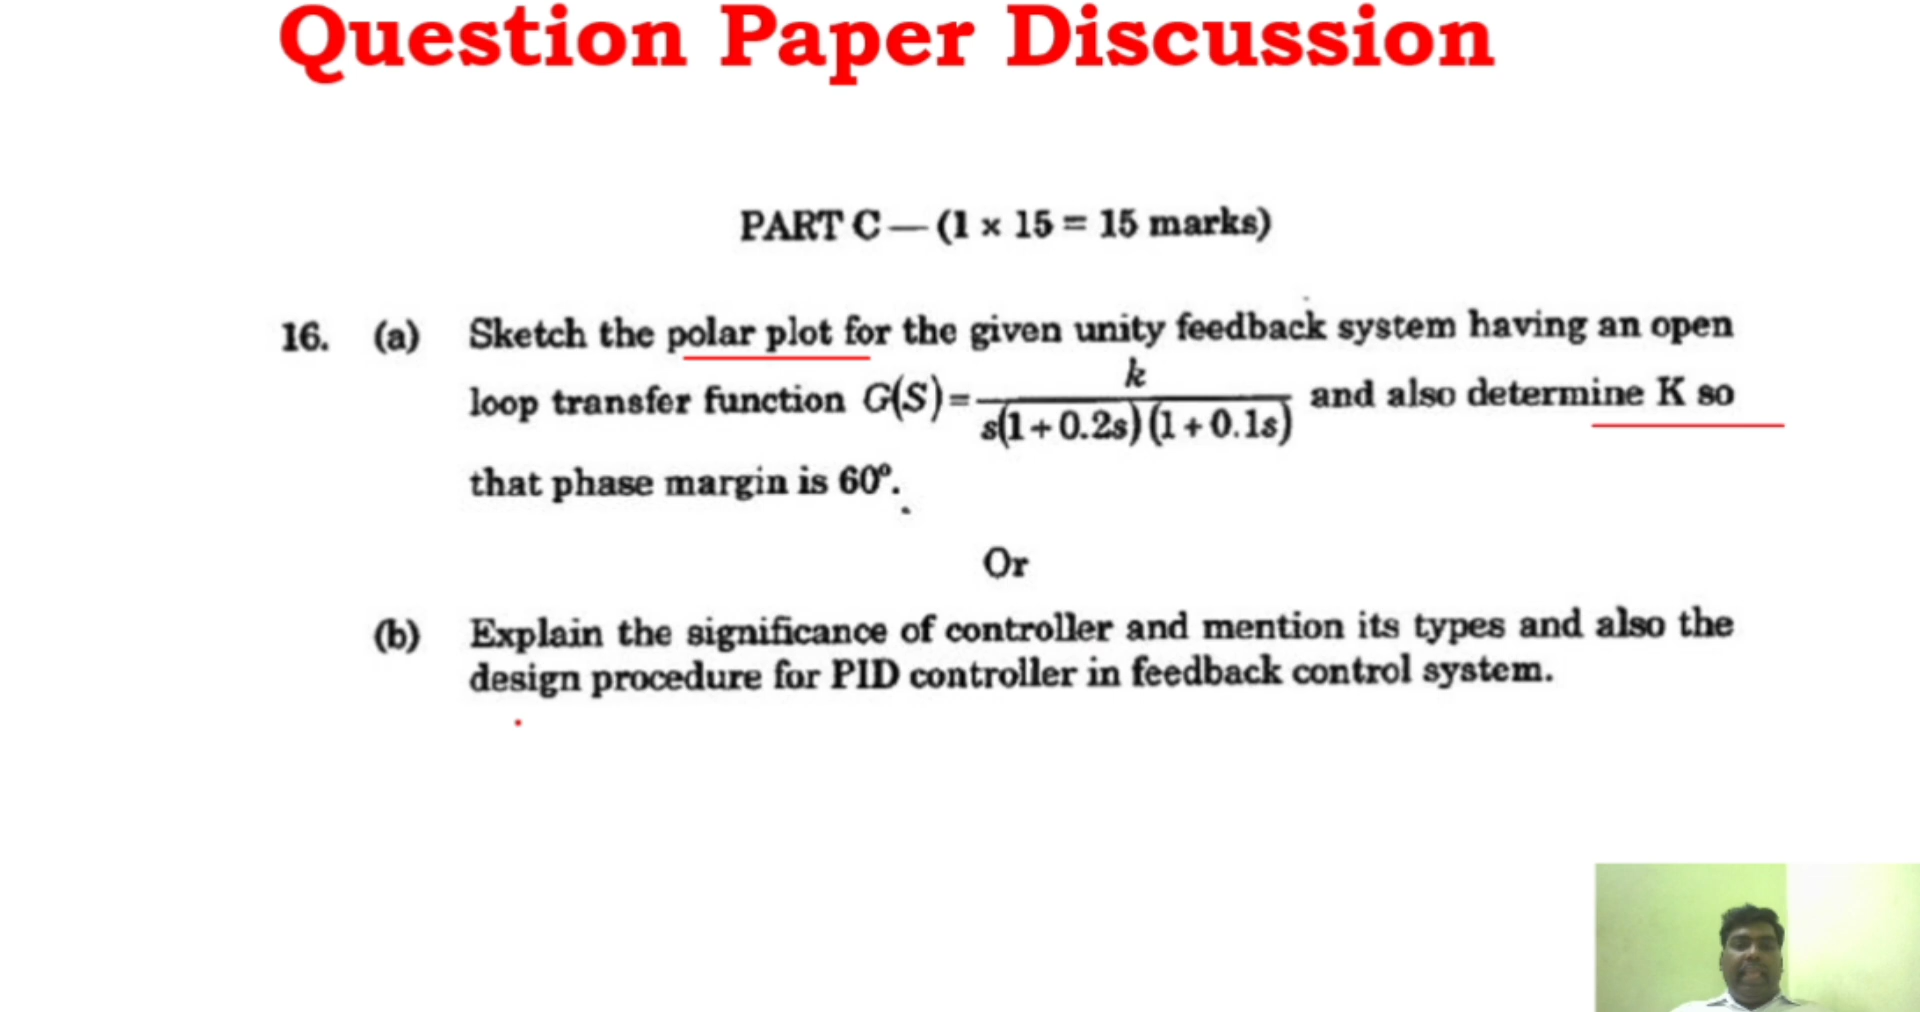 Question Paper Discussion
PART C — (1 × 15 = 15 marks)
16. (a) Sketch the polar plot for the given unity feedback system having an open
loop transfer function G(S)= k / s(1+0.2s)(1+0.1s) and also determine K so
that phase margin is 60°.
Or
(b) Explain the significance of controller and mention its types and also the
design procedure for PID controller in feedback control system.